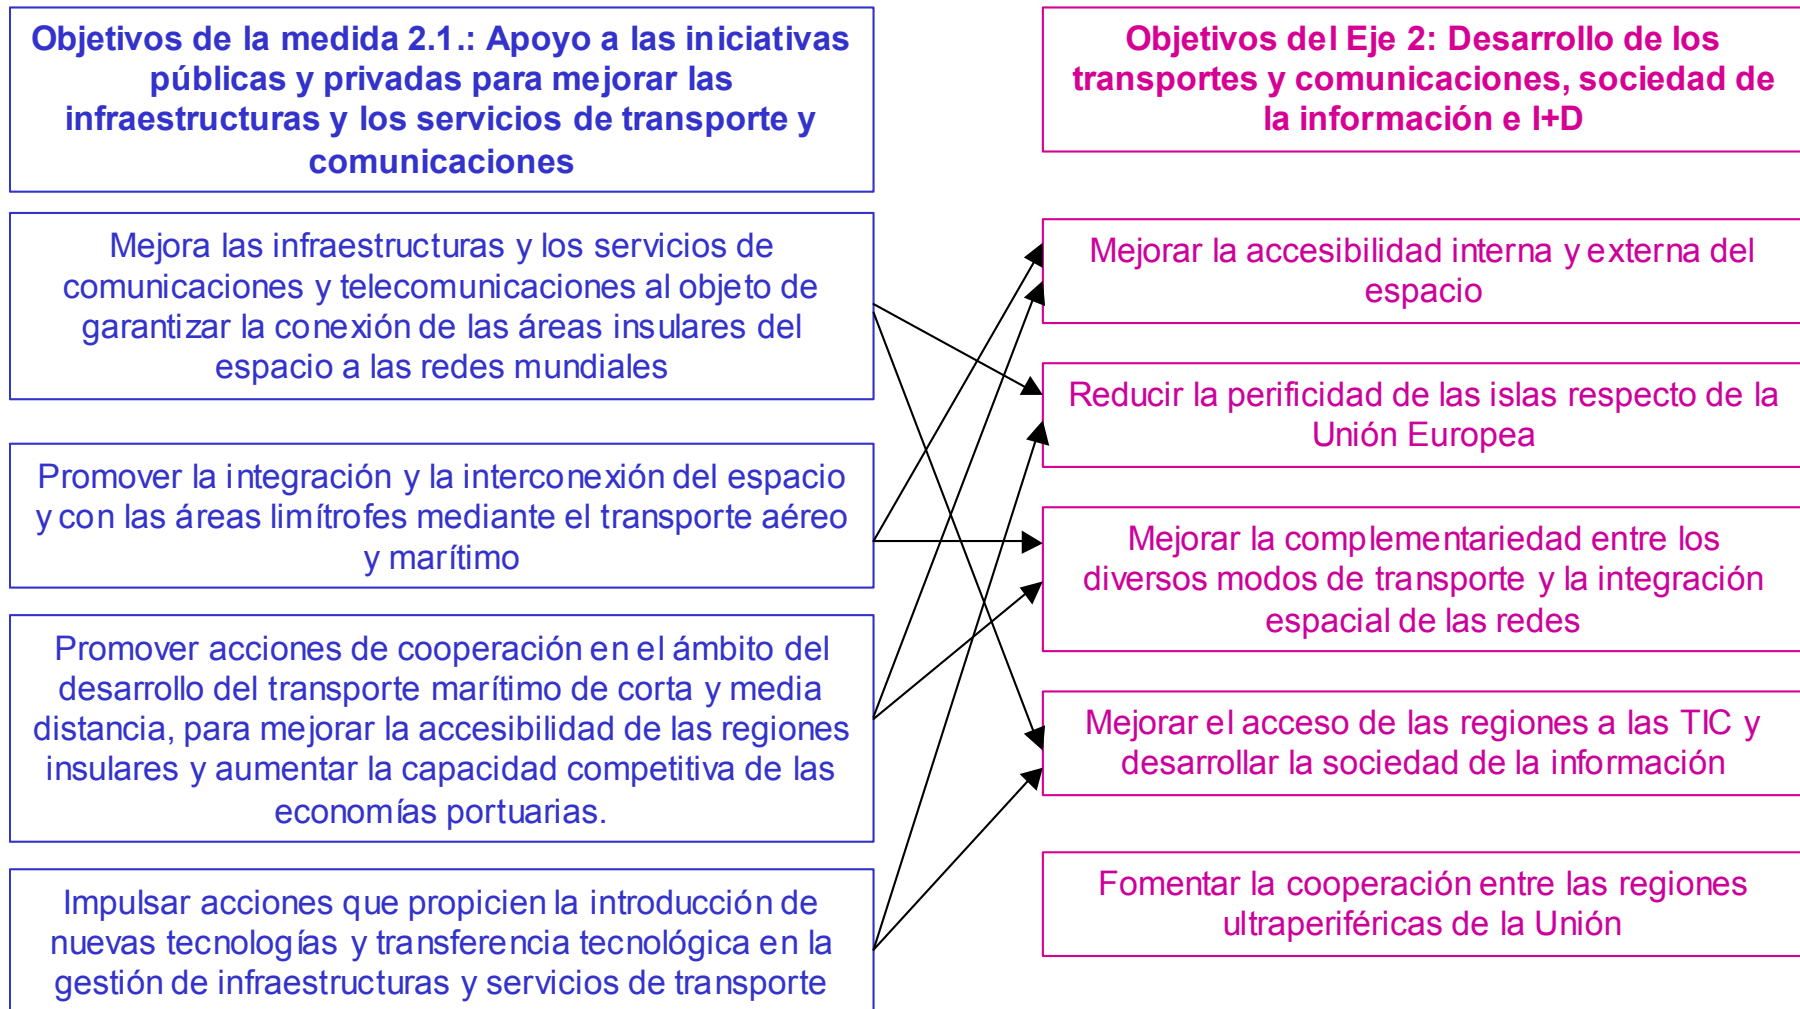 Objetivos de la medida 2.1.: Apoyo a las iniciativas
públicas y privadas para mejorar las
infraestructuras y los servicios de transporte y
comunicaciones
Mejora las infraestructuras y los servicios de
comunicaciones y telecomunicaciones al objeto de
garantizar la conexión de las áreas insulares del
espacio a las redes mundiales
Promover la integración y la interconexión del espacio
y con las áreas limítrofes mediante el transporte aéreo
y marítimo
Promover acciones de cooperación en el ámbito del
desarrollo del transporte marítimo de corta y media
distancia, para mejorar la accesibilidad de las regiones
insulares y aumentar la capacidad competitiva de las
economías portuarias.
Impulsar acciones que propicien la introducción de
nuevas tecnologías y transferencia tecnológica en la
gestión de infraestructuras y servicios de transporte
Objetivos del Eje 2: Desarrollo de los
transportes y comunicaciones, sociedad de
la información e I+D
Mejorar la accesibilidad interna y externa del
espacio
Reducir la perificidad de las islas respecto de la
Unión Europea
Mejorar la complementariedad entre los
diversos modos de transporte y la integración
espacial de las redes
Mejorar el acceso de las regiones a las TIC y
desarrollar la sociedad de la información
Fomentar la cooperación entre las regiones
ultraperiféricas de la Unión